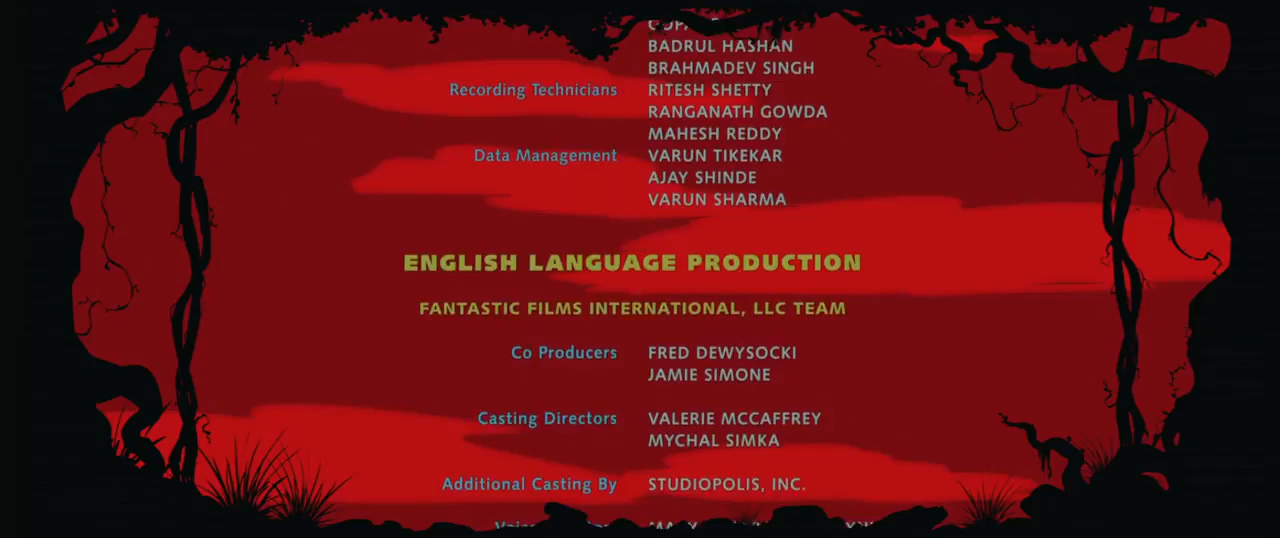 BADRUL HASHAN
BRAHMADEV SINGH
Recording Technicians RITESH SHETTY
RANGANATH GOWDA
MAHESH REDDY
Data Management VARUN TIKEKAR
AJAY SHINDE
VARUN SHARMA
ENGLISH LANGUAGE PRODUCTION
FANTASTIC FILMS INTERNATIONAL, LLC TEAM
Co Producers FRED DEWYSOCKI
JAMIE SIMONE
Casting Directors VALERIE MCCAFFREY
MYCHAL SIMKA
Additional Casting By STUDIOPOLIS, INC.